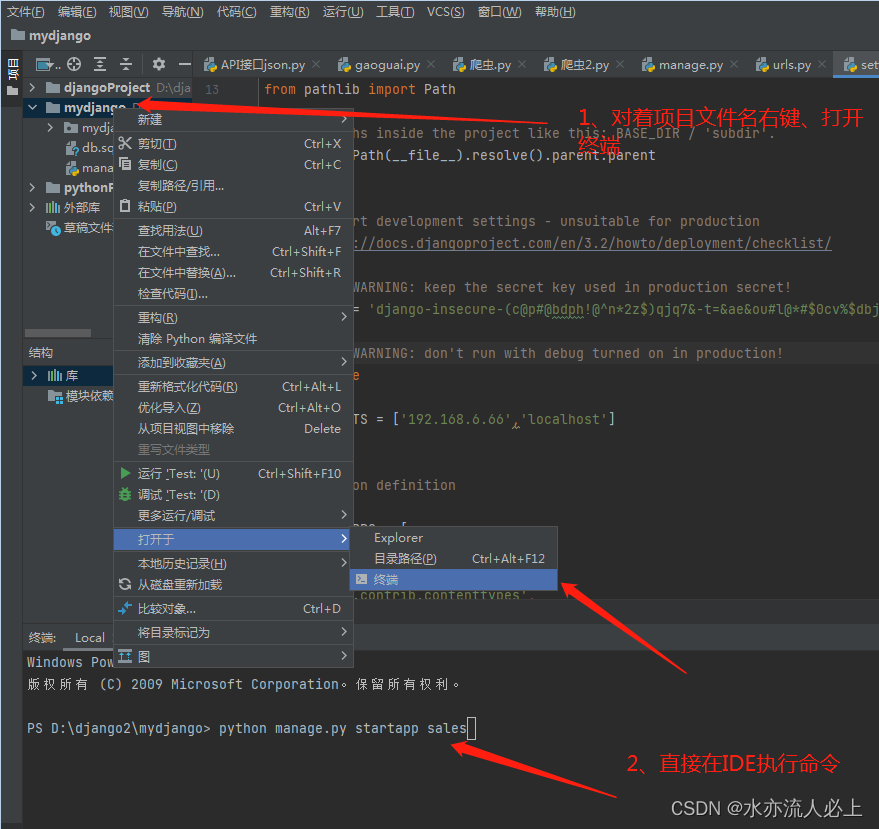 文件(F) 编辑(E) 视图(V) 导航(N) 代码(C) 重构(R) 运行(U) 工具(T) VCS(S) 窗口(W) 帮助(H)
mydjango
项目
API接口json.py × gaoguai.py × 爬虫.py × 爬虫2.py × manage.py × urls.py × set
djangoProject D:\dja
mydjango
mydja
db.sc
mana
pythonP
外部库
草稿文件
结构
库
模块依赖
13
from pathlib import Path
hs inside the project like this: BASE_DIR / 'subdir'.
Path(__file__).resolve().parent.parent
rt development settings - unsuitable for production
://docs.djangoproject.com/en/3.2/howto/deployment/checklist/
WARNING: keep the secret key used in production secret!
= 'django-insecure-(c@p#@bdph!@^n*2z$)qjq7&-t=&ae&ou#l@*#$0cv%$dbj
WARNING: don't run with debug turned on in production!
e
TS = ['192.168.6.66','localhost']
on definition
.contrib.contenttypes',
1、对着项目文件名右键、打开
终端
新建
剪切(T) Ctrl+X
复制(C) Ctrl+C
复制路径/引用...
粘贴(P) Ctrl+V
查找用法(U) Alt+F7
在文件中查找... Ctrl+Shift+F
在文件中替换(A)... Ctrl+Shift+R
检查代码(I)...
重构(R)
清除 Python 编译文件
添加到收藏夹(A)
重新格式化代码(R) Ctrl+Alt+L
优化导入(Z) Ctrl+Alt+O
从项目视图中移除 Delete
重写文件类型
运行 'Test: '(U) Ctrl+Shift+F10
调试 'Test: '(D)
更多运行/调试
打开于
本地历史记录(H)
从磁盘重新加载
比较对象... Ctrl+D
将目录标记为
图
Explorer
目录路径(P) Ctrl+Alt+F12
终端
终端: Local
Windows Pow
版权所有 (C) 2009 Microsoft Corporation。保留所有权利。
PS D:\django2\mydjango> python manage.py startapp sales
2、直接在IDE执行命令
CSDN @水亦流人必上